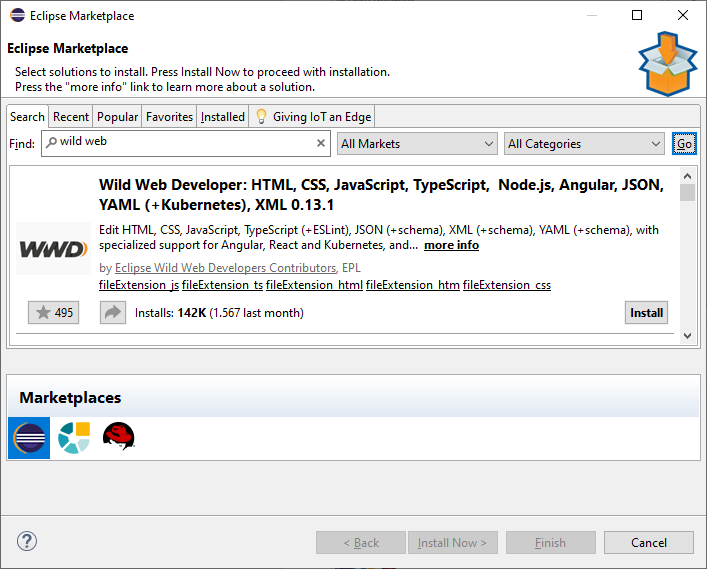 Eclipse Marketplace
Eclipse Marketplace
Select solutions to install. Press Install Now to proceed with installation.
Press the "more info" link to learn more about a solution.
Search Recent Popular Favorites Installed Giving IoT an Edge
Find: wild web All Markets All Categories Go
Wild Web Developer: HTML, CSS, JavaScript, TypeScript, Node.js, Angular, JSON,
YAML (+Kubernetes), XML 0.13.1
WWD
Edit HTML, CSS, JavaScript, TypeScript (+ESLint), JSON (+schema), XML (+schema), YAML (+schema), with
specialized support for Angular, React and Kubernetes, and... more info
by Eclipse Wild Web Developers Contributors, EPL
fileExtension_js fileExtension_ts fileExtension_html fileExtension_htm fileExtension_css
495 Installs: 142K (1.567 last month) Install
Marketplaces
? < Back Install Now > Finish Cancel